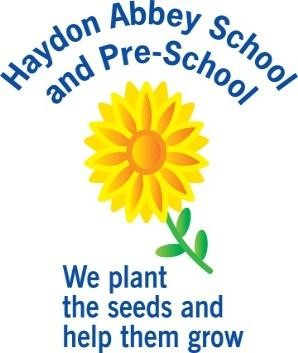 Haydon Abbey School
and Pre-School
We plant
the seeds and
help them grow